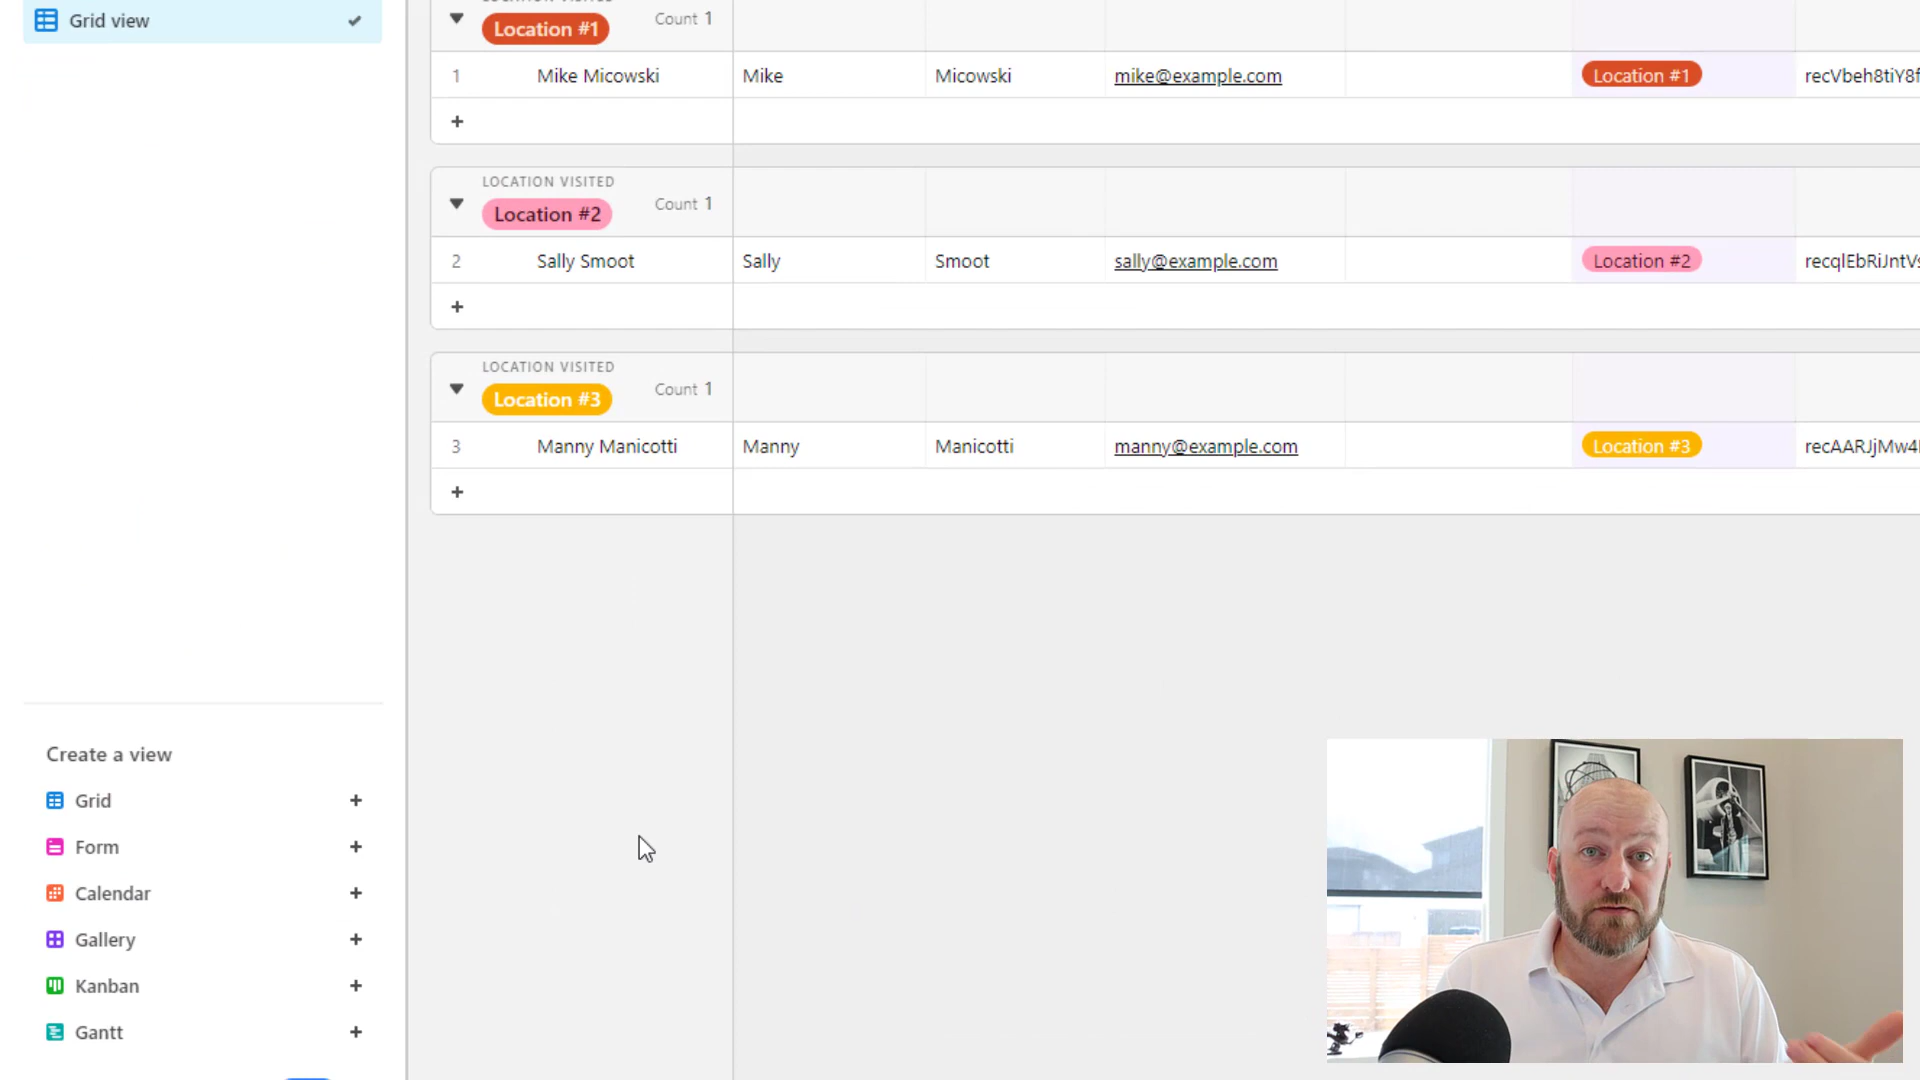 Grid view
Location #1 Count 1
1 Mike Micowski Mike Micowski mike@example.com Location #1 recVbeh8tiY8f
+
LOCATION VISITED
Location #2 Count 1
2 Sally Smoot Sally Smoot sally@example.com Location #2 recqlEbRiJntVs
+
LOCATION VISITED
Location #3 Count 1
3 Manny Manicotti Manny Manicotti manny@example.com Location #3 recAARJjMw4
+
Create a view
Grid +
Form +
Calendar +
Gallery +
Kanban +
Gantt +